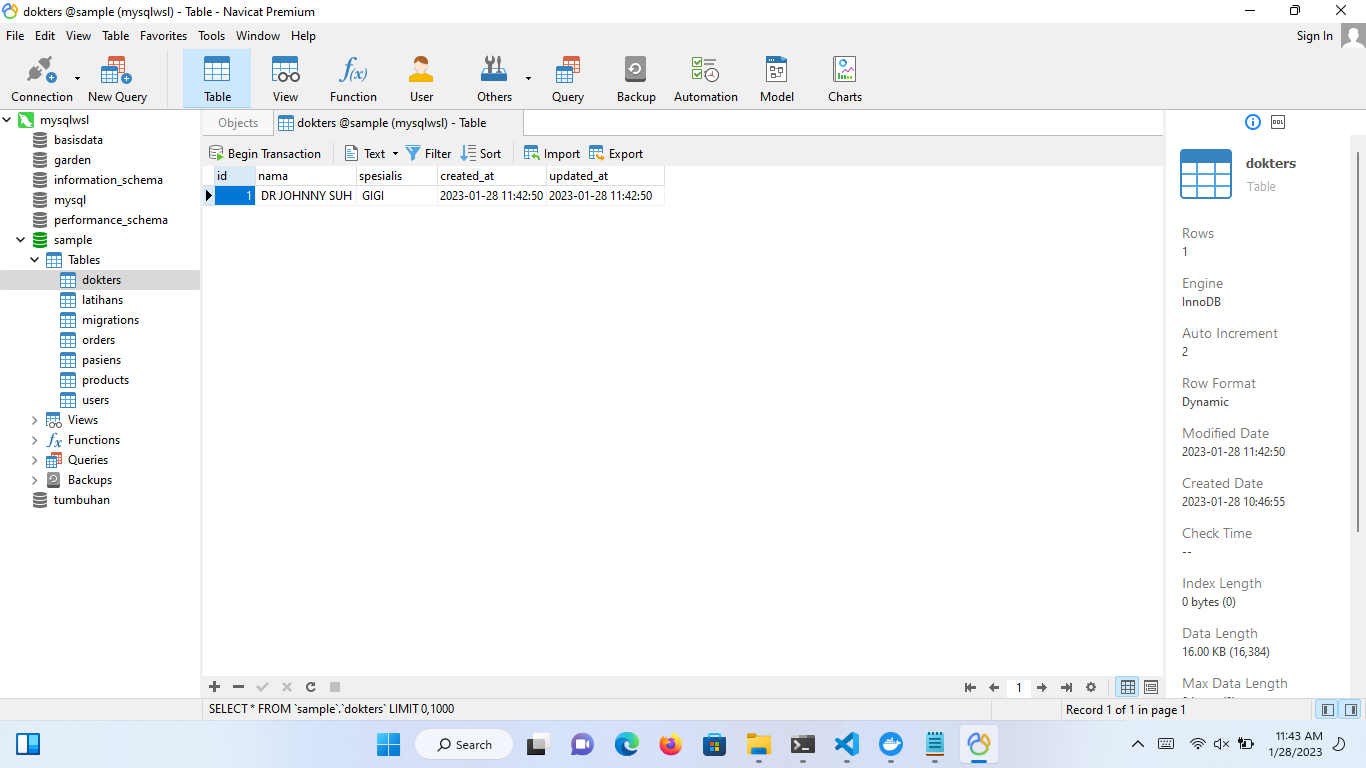 dokters @sample (mysqlwsl) - Table - Navicat Premium
File Edit View Table Favorites Tools Window Help
Sign In
Connection New Query Table View Function User Others Query Backup Automation Model Charts
mysqlwsl
basisdata
garden
information_schema
mysql
performance_schema
sample
Tables
dokters
latihans
migrations
orders
pasiens
products
users
Views
Functions
Queries
Backups
tumbuhan
Objects dokters @sample (mysqlwsl) - Table
Begin Transaction Text Filter Sort Import Export
id nama spesialis created_at updated_at
1 DR JOHNNY SUH GIGI 2023-01-28 11:42:50 2023-01-28 11:42:50
1
SELECT * FROM `sample`.`dokters` LIMIT 0,1000
Record 1 of 1 in page 1
DDL
dokters
Table
Rows
1
Engine
InnoDB
Auto Increment
2
Row Format
Dynamic
Modified Date
2023-01-28 11:42:50
Created Date
2023-01-28 10:46:55
Check Time
--
Index Length
0 bytes (0)
Data Length
16.00 KB (16,384)
Max Data Length
Search
11:43 AM
1/28/2023